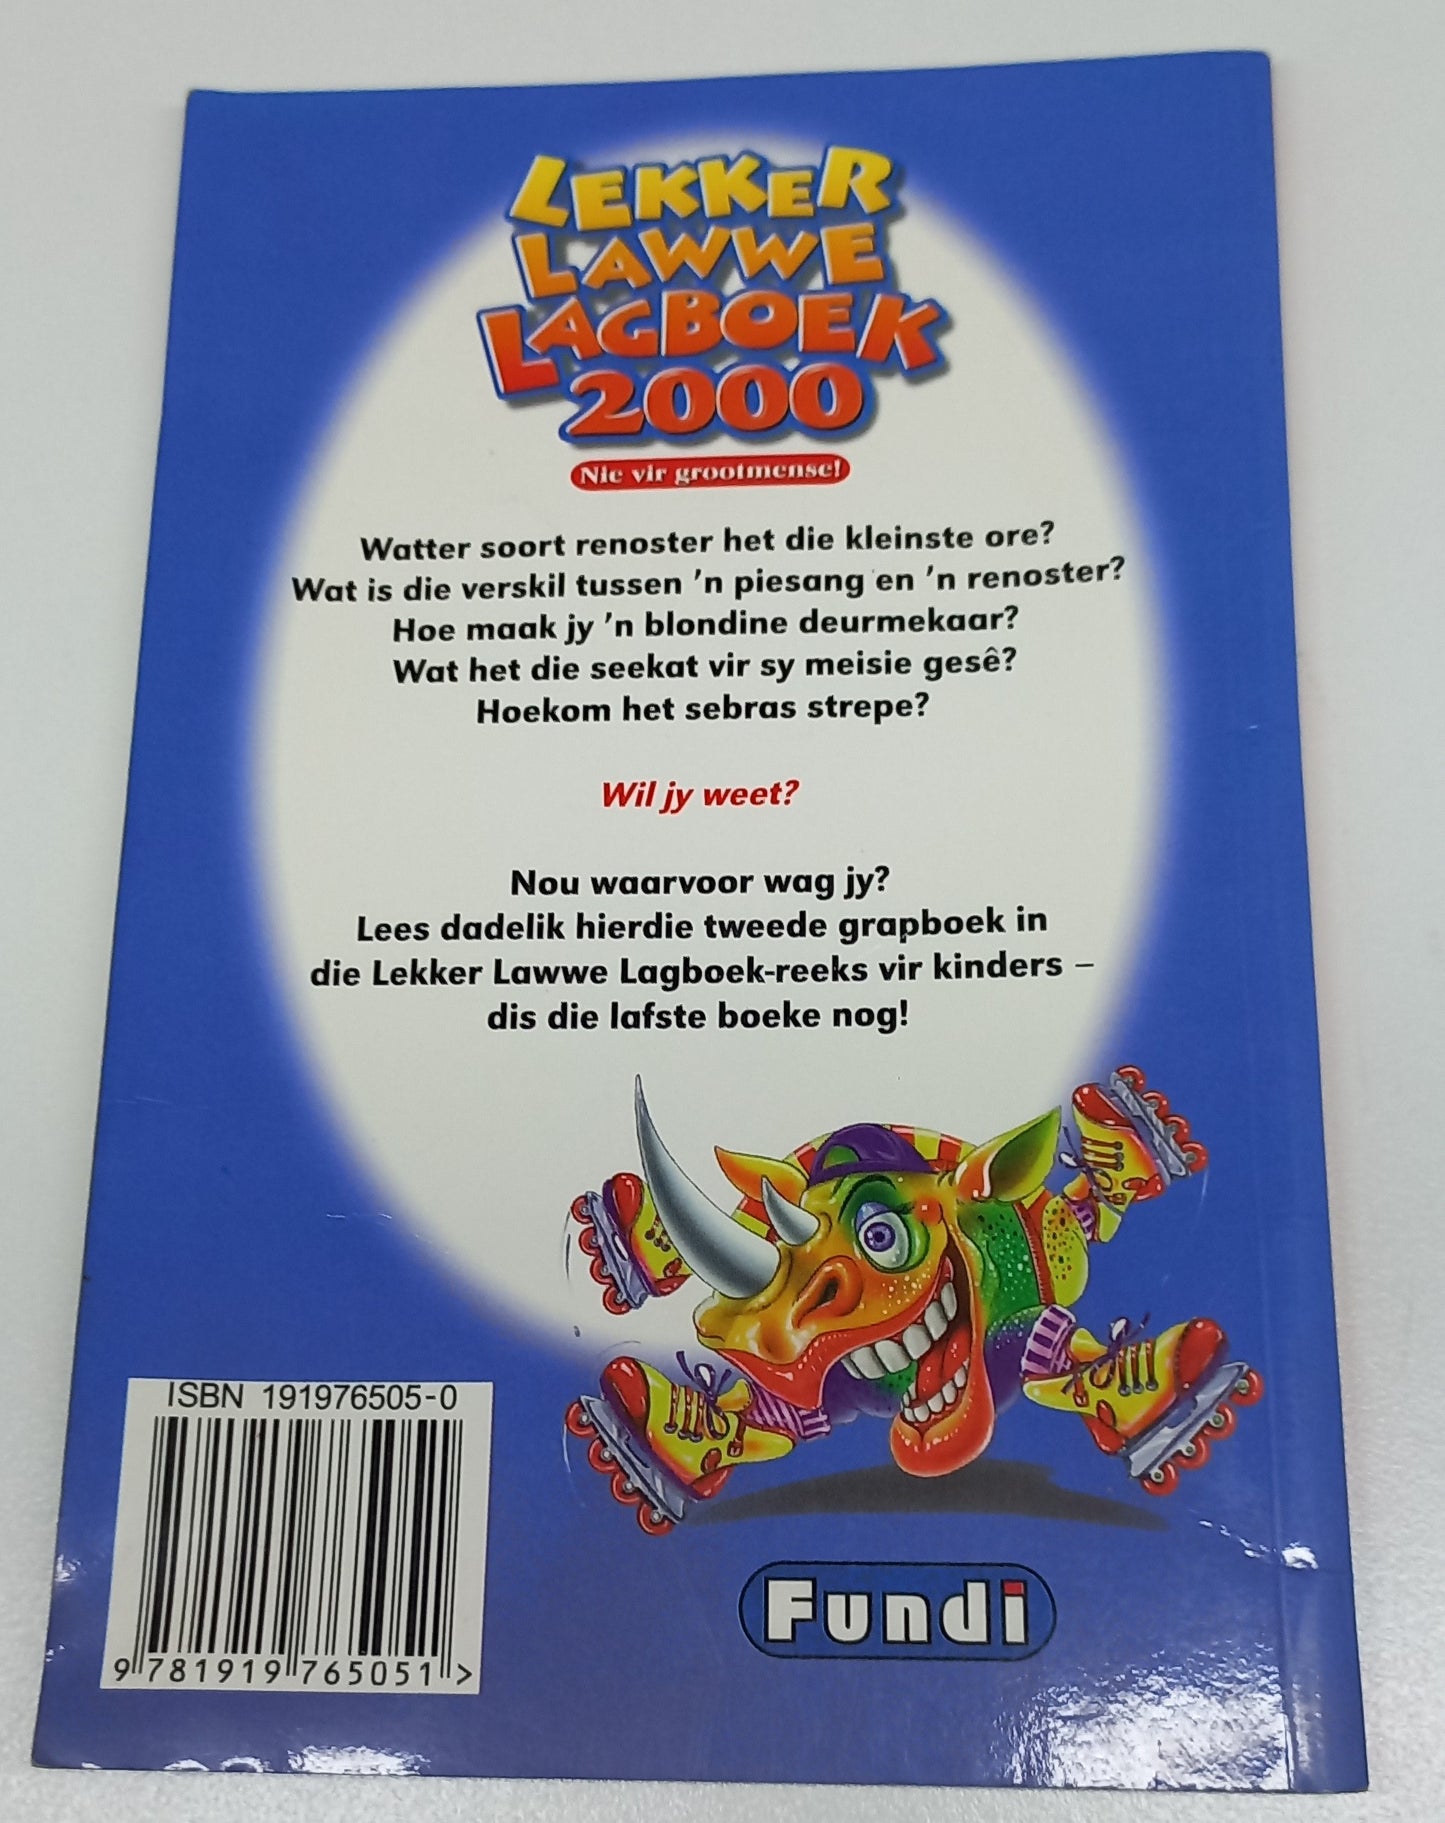 LEKKER
LAWWE
LAGBOEK
2000
Nie vir grootmense!
Watter soort renoster het die kleinste ore?
Wat is die verskil tussen 'n piesang en 'n renoster?
Hoe maak jy 'n blondine deurmekaar?
Wat het die seekat vir sy meisie gesê?
Hoekom het sebras strepe?
Wil jy weet?
Nou waarvoor wag jy?
Lees dadelik hierdie tweede grapboek in
die Lekker Lawwe Lagboek-reeks vir kinders –
dis die lafste boeke nog!
ISBN 191976505-0
9 781919 765051 >
Fundi